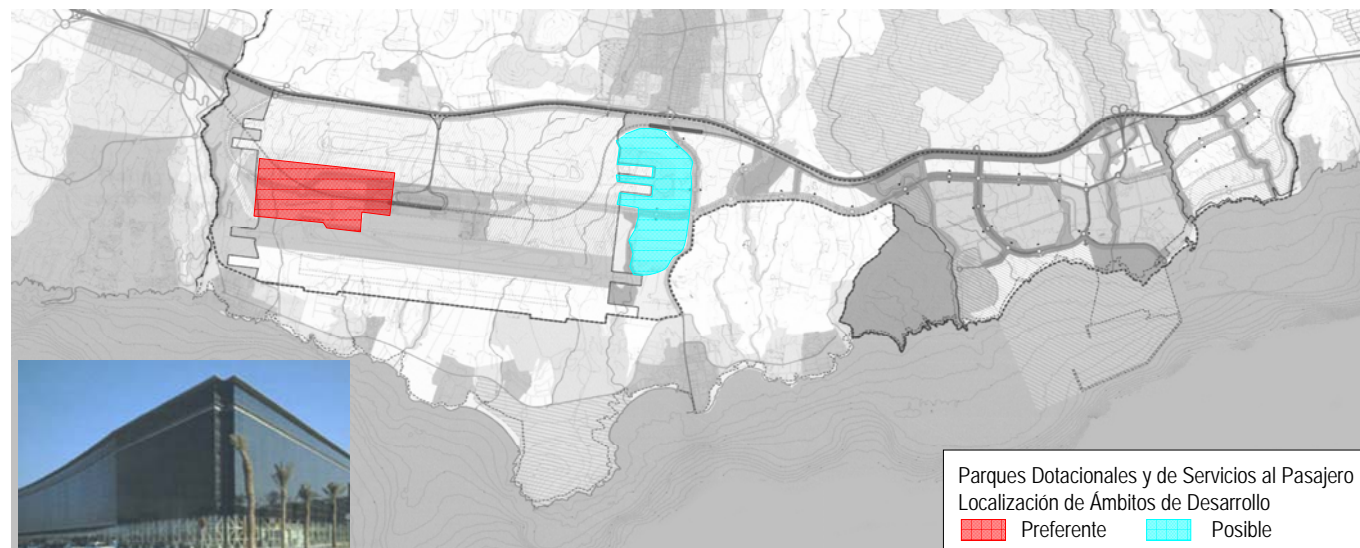 Parques Dotacionales y de Servicios al Pasajero
Localización de Ámbitos de Desarrollo
Preferente Posible